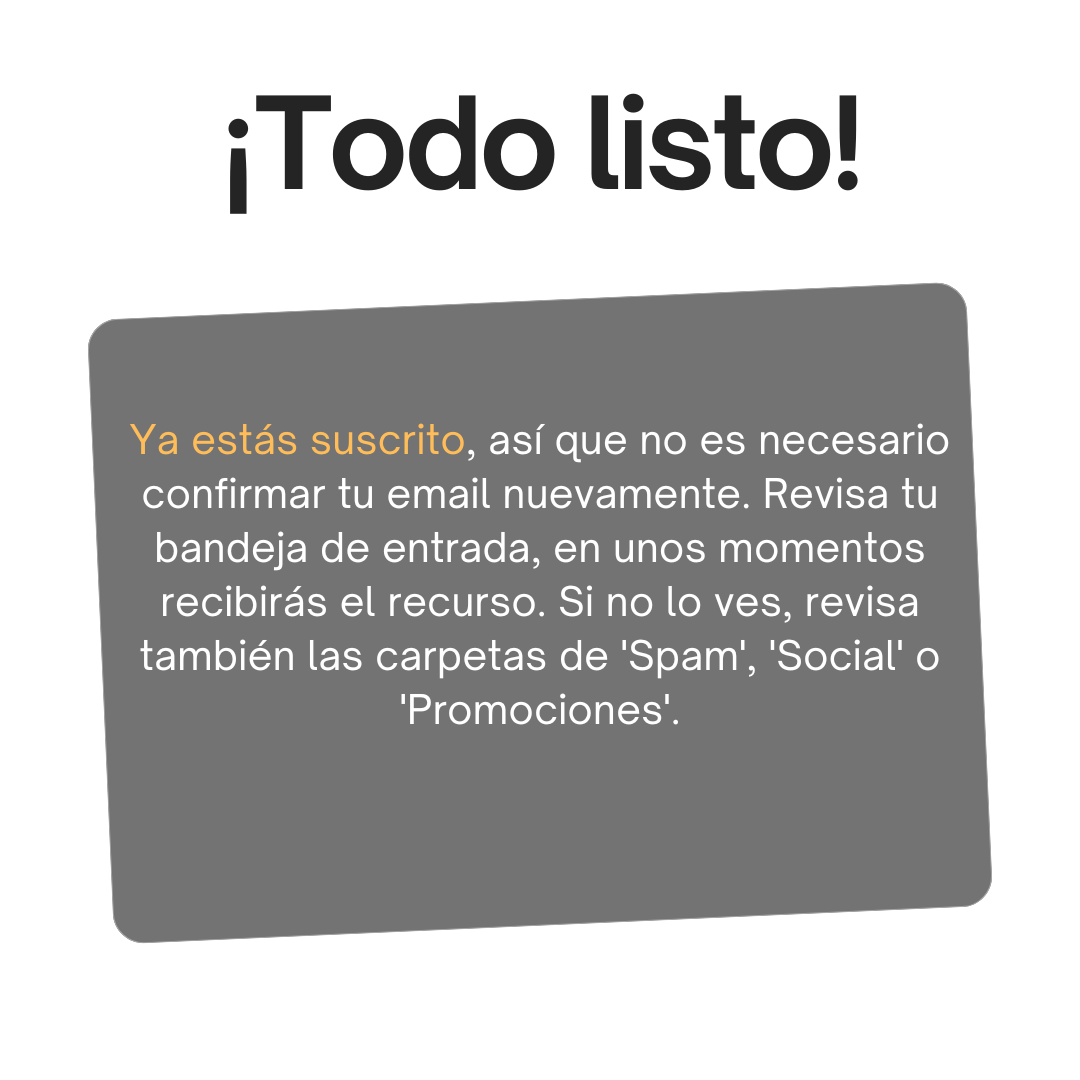 ¡Todo listo!
Ya estás suscrito, así que no es necesario
confirmar tu email nuevamente. Revisa tu
bandeja de entrada, en unos momentos
recibirás el recurso. Si no lo ves, revisa
también las carpetas de 'Spam', 'Social' o
'Promociones'.